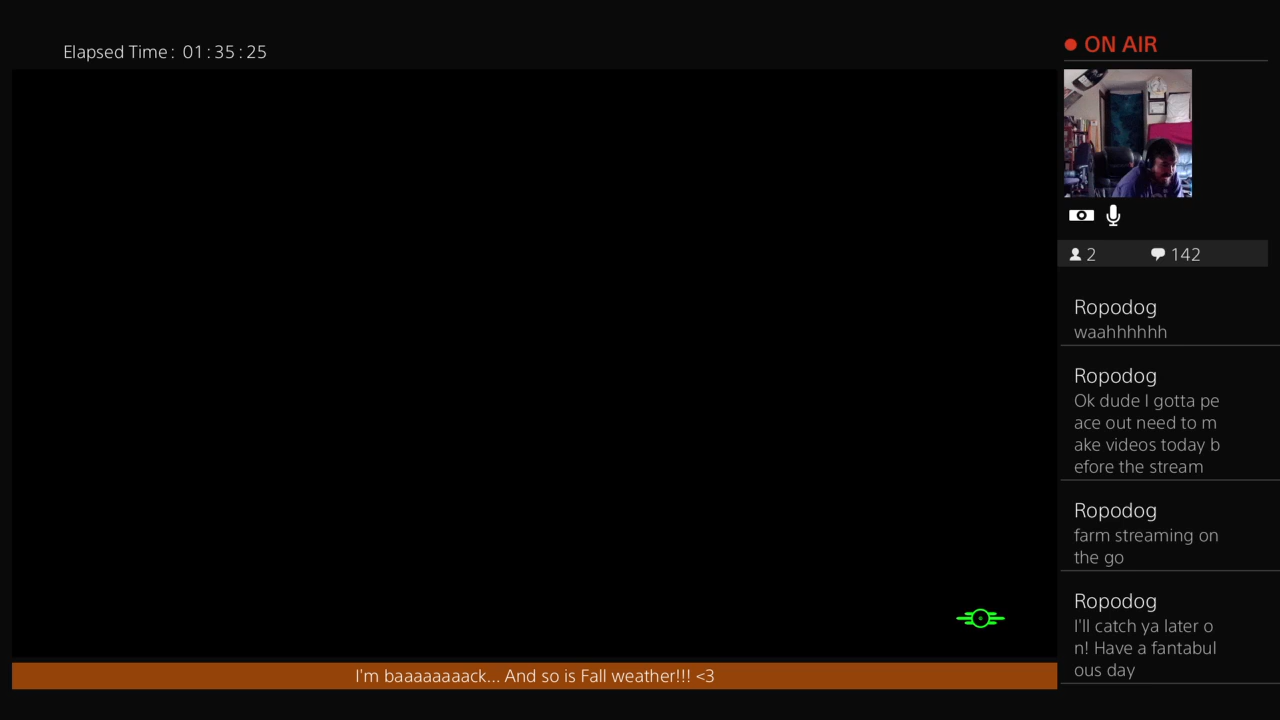 Elapsed Time: 01:35:25
ON AIR
2
142
Ropodog
waahhhhhh
Ropodog
Ok dude I gotta pe
ace out need to m
ake videos today b
efore the stream
Ropodog
farm streaming on
the go
Ropodog
I'll catch ya later o
n! Have a fantabul
ous day
I'm baaaaaaaack... And so is Fall weather!!! <3